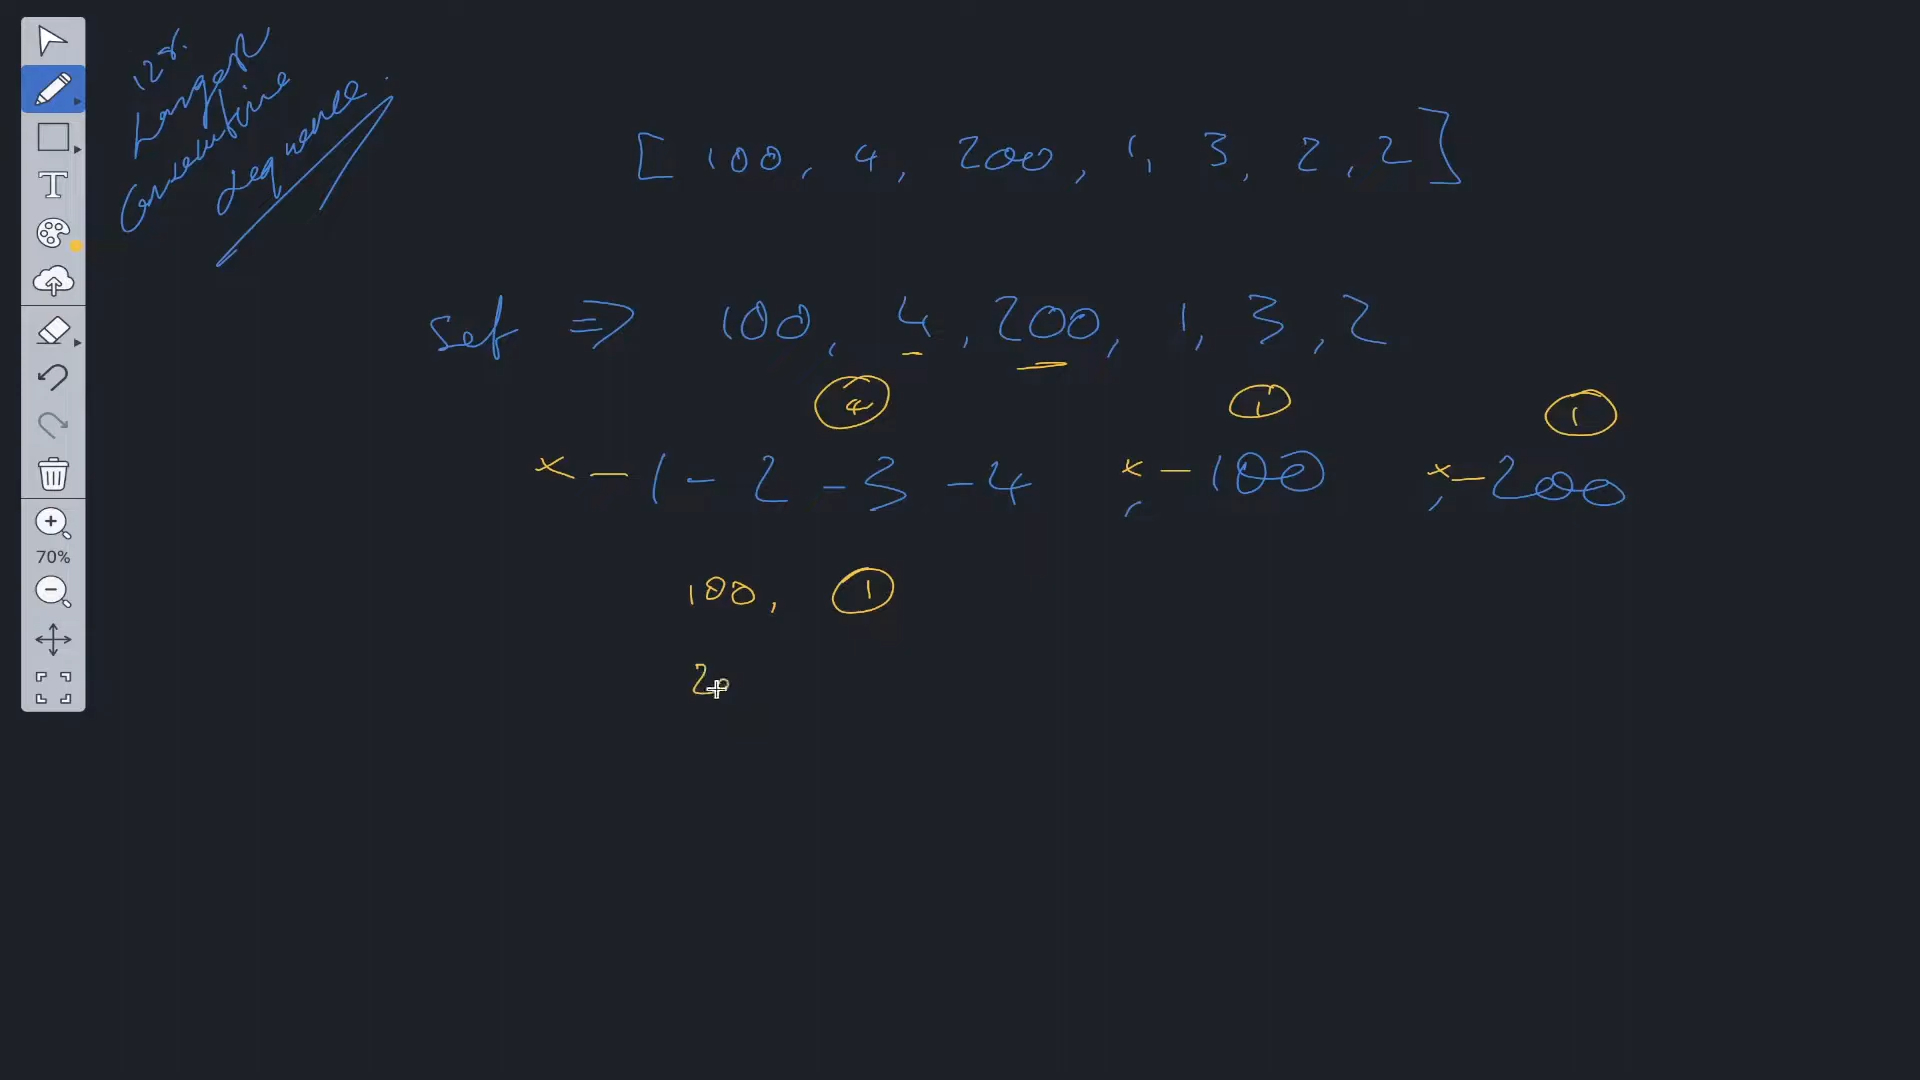 128.
Longest
Consecutive
Sequence
[ 100, 4, 200, 1, 3, 2, 2 ]
set ⇒ 100, 4, 200, 1, 3, 2
4 1 1
x - 1 - 2 - 3 - 4, x - 100, x - 200
100, 1
20
T
70%